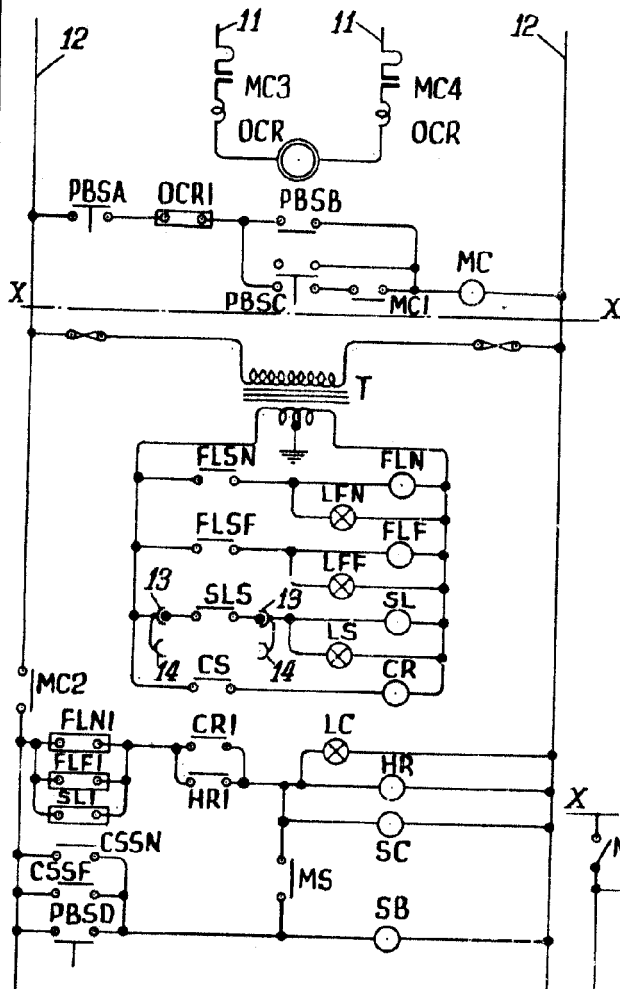 11 11 12
12
MC3 MC4
OCR OCR
PBSA OCR1 PBSB
MC
X PBSC MC1 X
T
FLSN FLN
LFN
FLSF FLF
LFF
13 SLS 13 SL
LS
14 CS 14 CR
MC2
FLN1 CR1 LC
FLF1 HR
SL1 HR1 X
CSSN SC
CSSF MS
PBSD SB